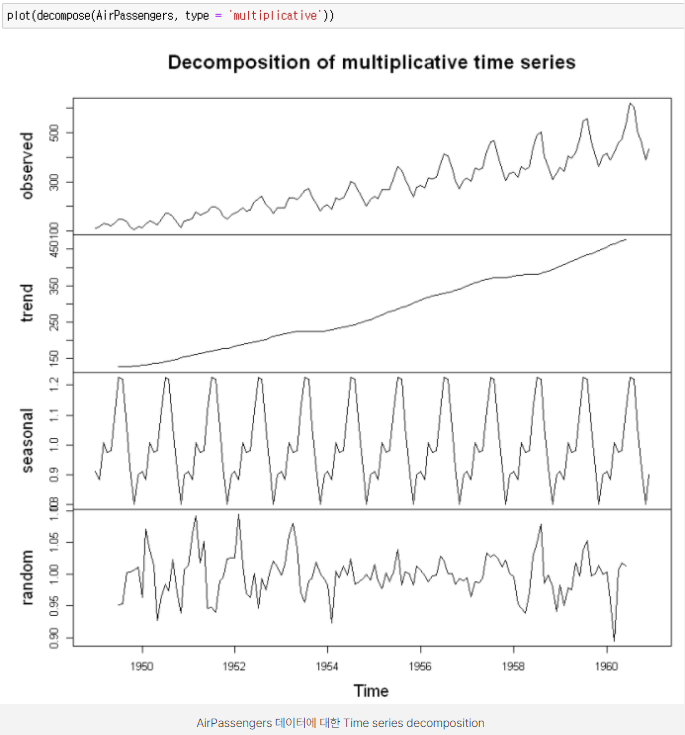 plot(decompose(AirPassengers, type = 'multiplicative'))
Decomposition of multiplicative time series
observed
500
300
100
trend
450
350
250
150
seasonal
1.2
1.1
1.0
0.9
0.8
random
1.05
1.00
0.95
0.90
1950 1952 1954 1956 1958 1960
Time
AirPassengers 데이터에 대한 Time series decomposition